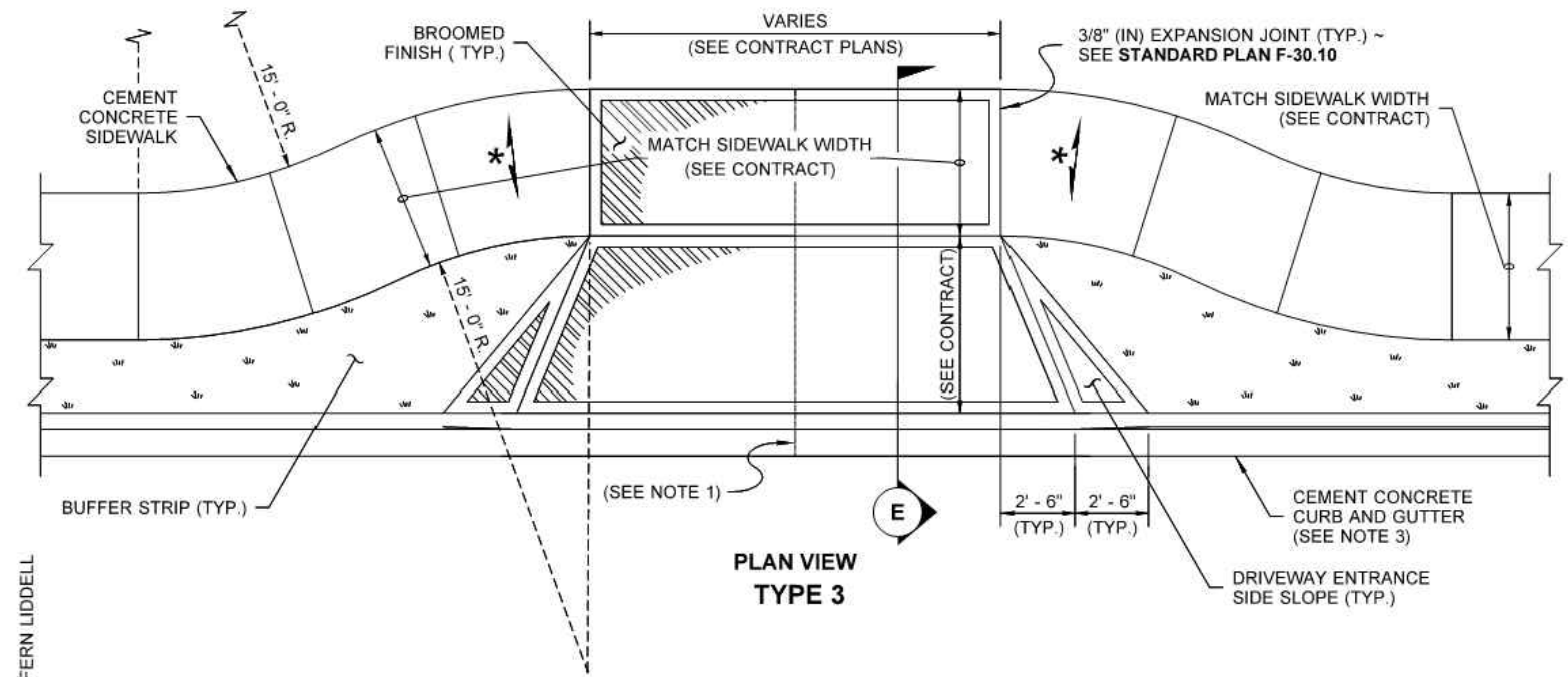 VARIES
(SEE CONTRACT PLANS)
BROOMED
FINISH ( TYP.)
3/8" (IN) EXPANSION JOINT (TYP.) ~
SEE STANDARD PLAN F-30.10
15' - 0" R.
CEMENT
CONCRETE
SIDEWALK
MATCH SIDEWALK WIDTH
(SEE CONTRACT)
*
MATCH SIDEWALK WIDTH
(SEE CONTRACT)
*
15' - 0" R.
(SEE CONTRACT)
BUFFER STRIP (TYP.)
(SEE NOTE 1)
E
2' - 6"
(TYP.)
2' - 6"
(TYP.)
CEMENT CONCRETE
CURB AND GUTTER
(SEE NOTE 3)
PLAN VIEW
TYPE 3
DRIVEWAY ENTRANCE
SIDE SLOPE (TYP.)
FERN LIDDELL